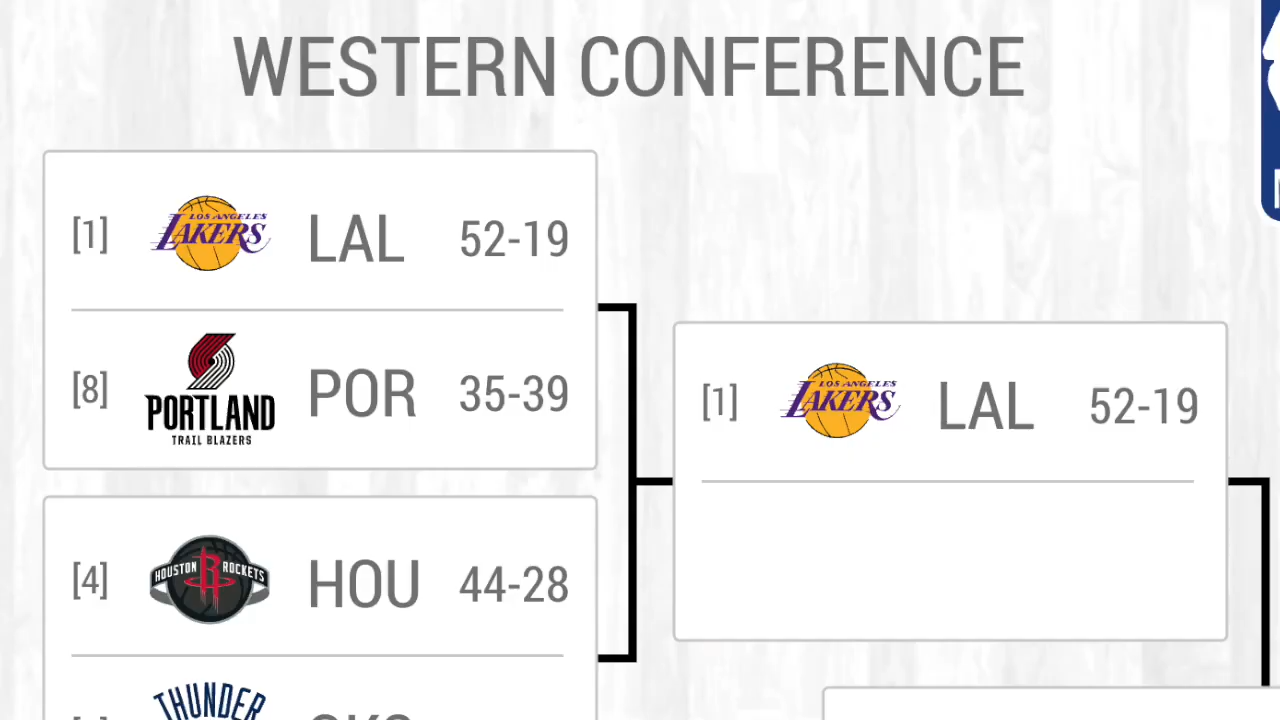 WESTERN CONFERENCE
[1] LOS ANGELES LAKERS LAL 52-19
[8] PORTLAND TRAIL BLAZERS POR 35-39
[1] LOS ANGELES LAKERS LAL 52-19
[4] HOUSTON ROCKETS HOU 44-28
THUNDER